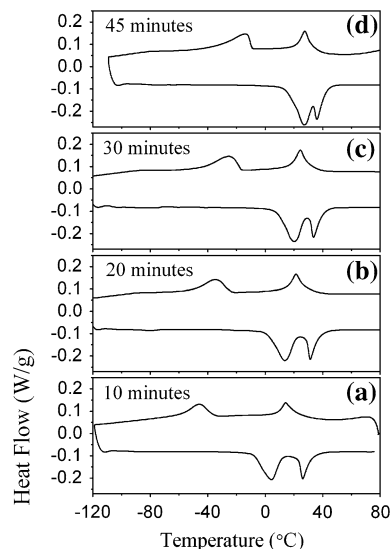 45 minutes (d)
0.2
0.1
0.0
-0.1
-0.2
30 minutes (c)
0.2
0.1
0.0
-0.1
-0.2
20 minutes (b)
0.2
0.1
0.0
-0.1
-0.2
10 minutes (a)
0.2
0.1
0.0
-0.1
-0.2
-120 -80 -40 0 40 80
Temperature (°C)
Heat Flow (W/g)